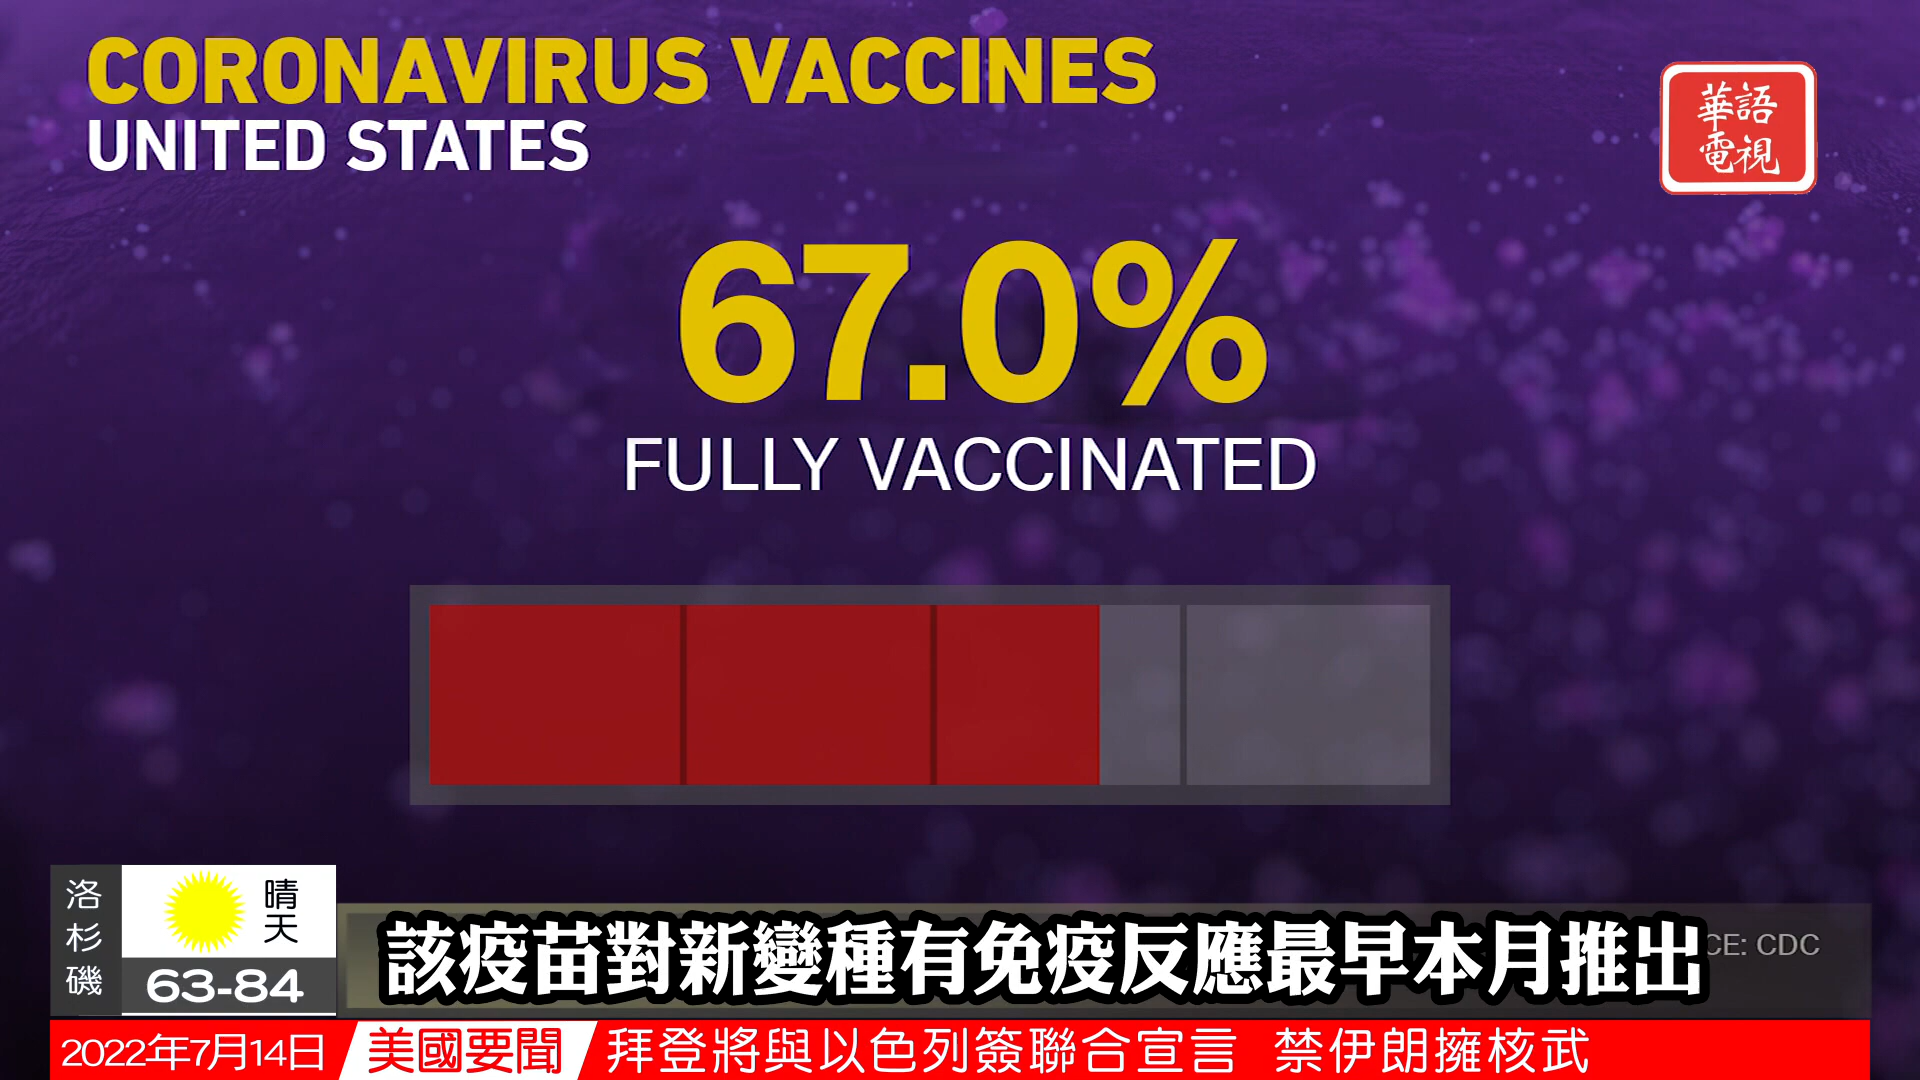 CORONAVIRUS VACCINES
UNITED STATES
華語
電視
67.0%
FULLY VACCINATED
洛杉磯
晴天
63-84
該疫苗對新變種有免疫反應最早本月推出
CE: CDC
2022年7月14日
美國要聞
拜登將與以色列簽聯合宣言 禁伊朗擁核武